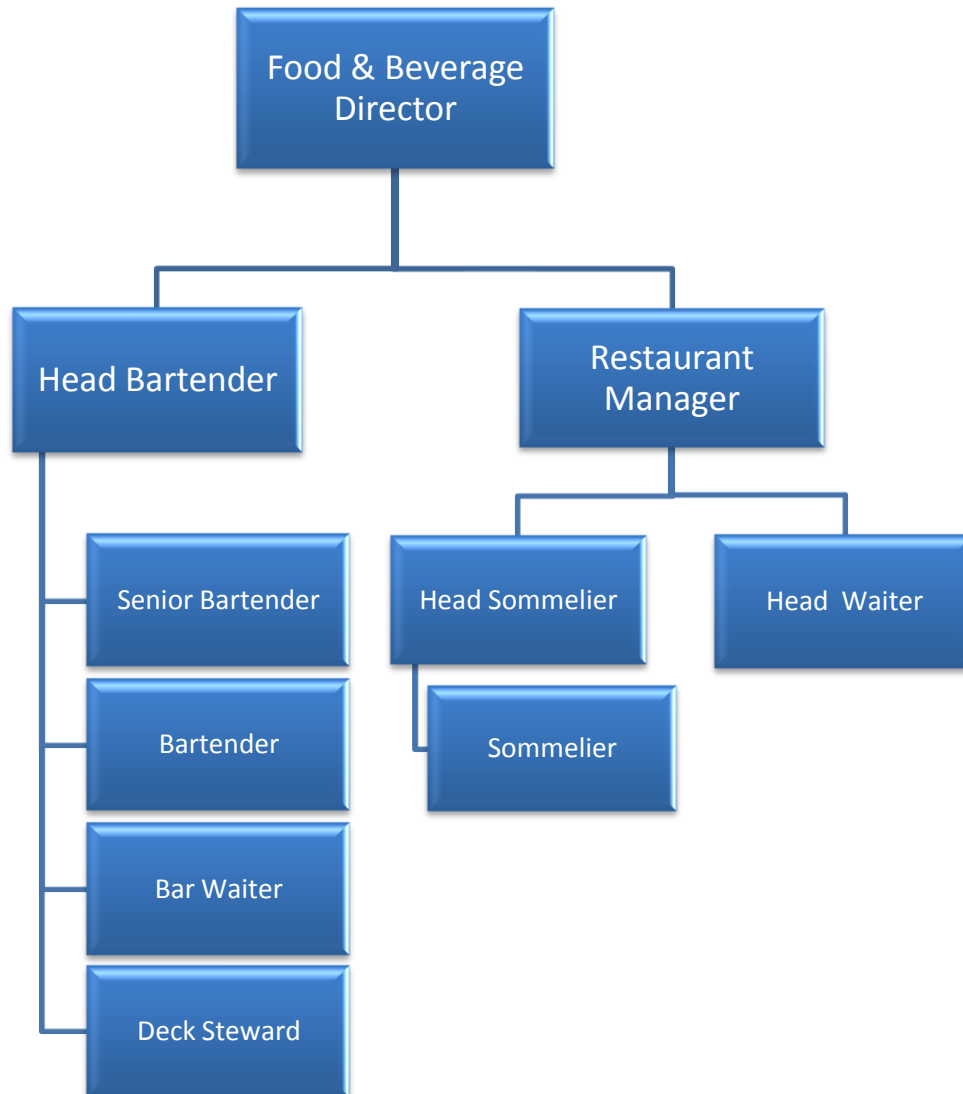 Food & Beverage
Director
Head Bartender
Restaurant
Manager
Senior Bartender
Head Sommelier
Head  Waiter
Bartender
Sommelier
Bar Waiter
Deck Steward